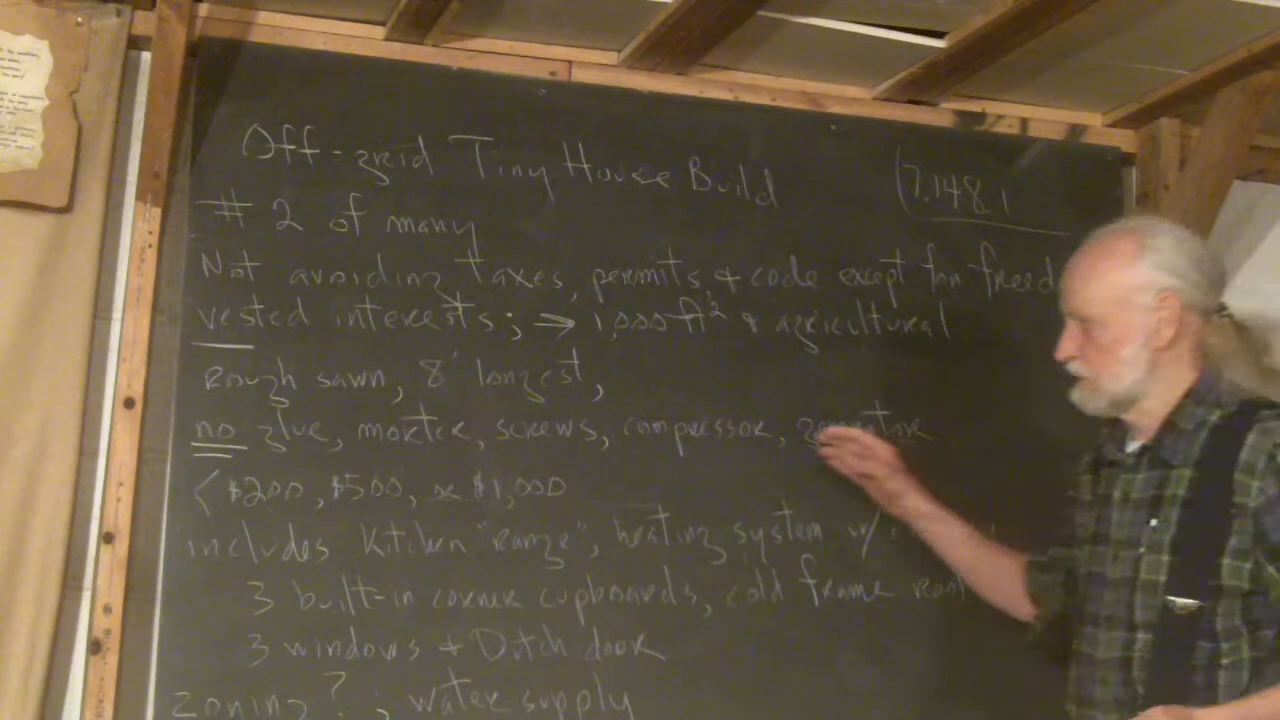 Off-grid Tiny House Build (7.148.1
# 2 of many
Not avoiding taxes, permits & code except for freed
vested interests; → 1,000 ft² & agricultural
Rough sawn, 8' longest,
no glue, morter, screws, compressor, generator
< $200, $500, or $1,000
includes kitchen "range", heating system w/
3 built-in corner cupboards, cold frame
3 windows & Dutch door
zoning? ; water supply